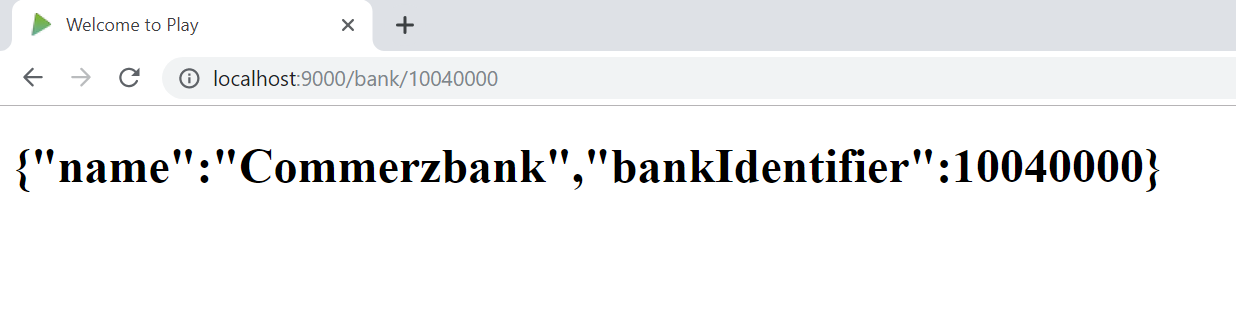 Welcome to Play
localhost:9000/bank/10040000
{"name":"Commerzbank","bankIdentifier":10040000}